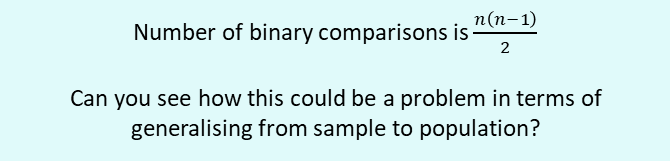 Number of binary comparisons is n(n−1)/2
Can you see how this could be a problem in terms of
generalising from sample to population?